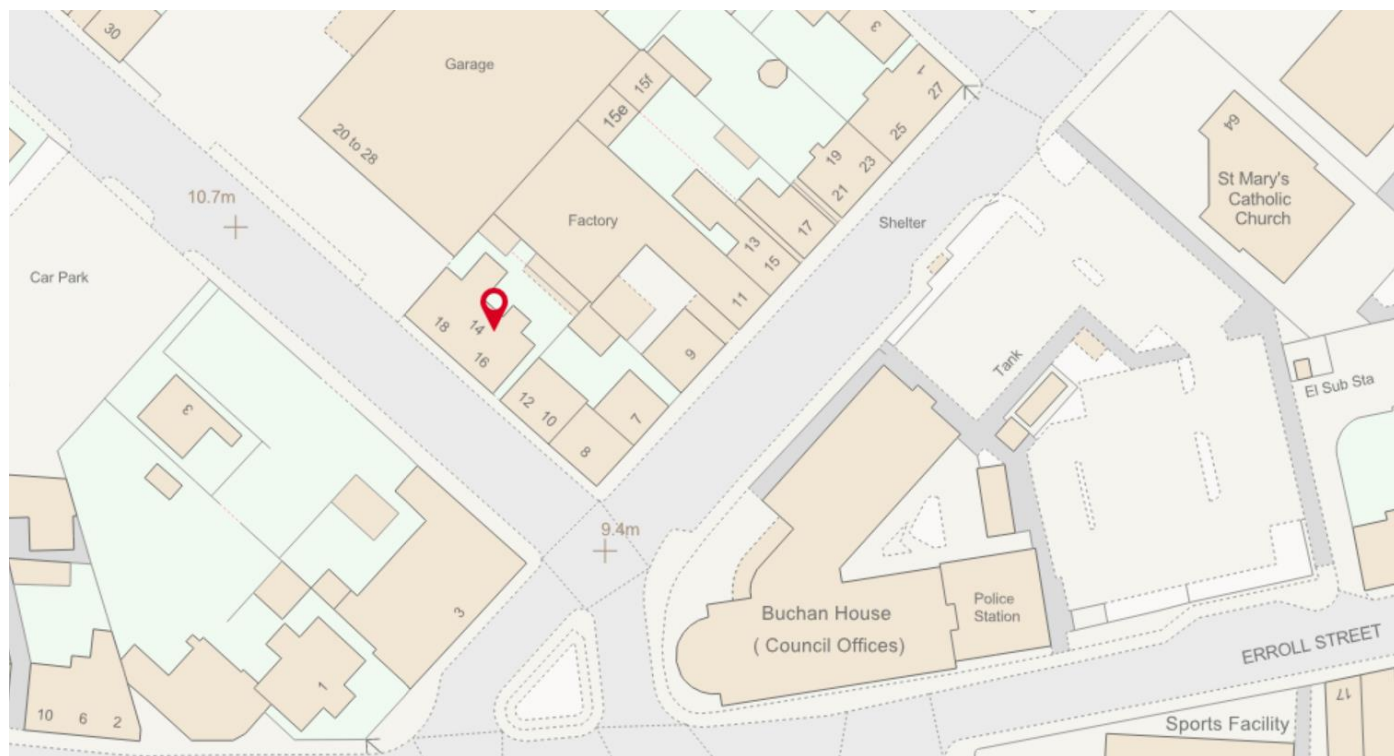 30
Garage
3
15f
15e
1
27
20 to 28
25
64
19
23
21
St Mary's
Catholic
Church
10.7m
Factory
17
Shelter
13
15
Car Park
11
18
14
16
9
Tank
El Sub Sta
12
10
7
3
8
9.4m
Police
Station
3
Buchan House
( Council Offices)
ERROLL STREET
1
10
6
2
17
Sports Facility